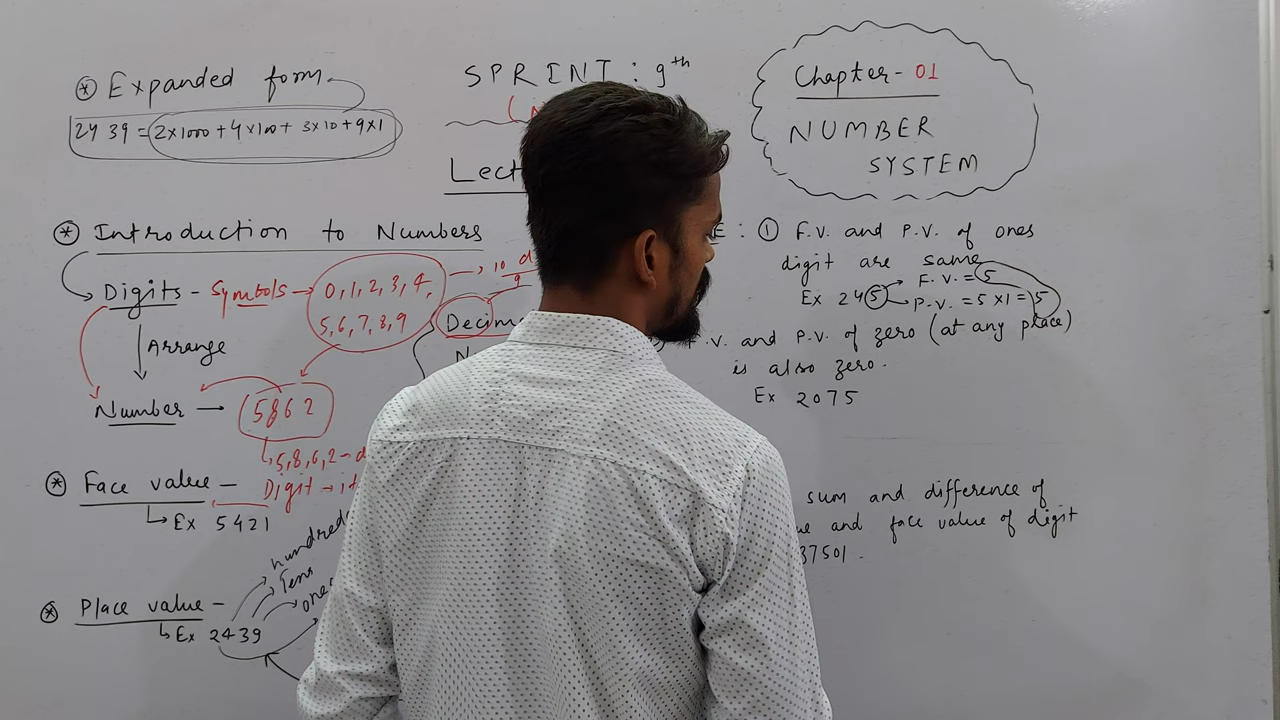 ⊛ Expanded form
2439 = 2×1000 + 4×100 + 3×10 + 9×1
SPRINT : 9th
Chapter - 01
NUMBER
SYSTEM
⊛ Introduction to Numbers
Digits - Symbols → 0, 1, 2, 3, 4,
5, 6, 7, 8, 9
→ 10
9
Arrange
Number — 5862
5,8,6,2 -
⊛ Face value — Digit →
↳ Ex 5421
⊛ Place value —
↳ Ex 2439
hundreds
Tens
ones
E : ① F.V. and P.V. of ones
digit are same
Ex 245 F.V. = 5
P.V. = 5×1 = 5
F.V. and P.V. of zero (at any place)
is also zero.
Ex 2075
sum and difference of
and face value of digit
37501.